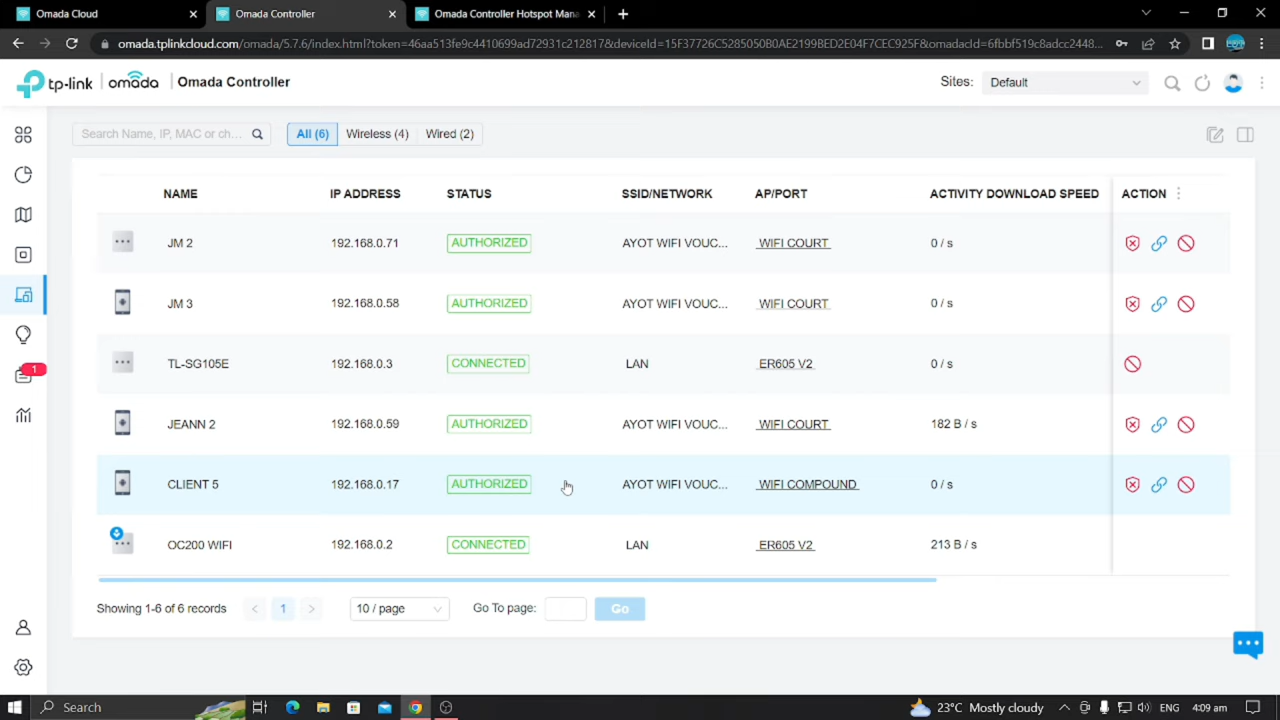 Omada Cloud
Omada Controller
Omada Controller Hotspot Mana
omada.tplinkcloud.com/omada/5.7.6/index.html?token=46aa513fe9c4410699ad72931c212817&deviceId=15F37726C5285050B0AE2199BED2E04F7CEC925F&omadacId=6fbbf519c8adcc2448...
tp-link | omada | Omada Controller
Sites: Default
Search Name, IP, MAC or ch...
All (6) Wireless (4) Wired (2)
NAME IP ADDRESS STATUS SSID/NETWORK AP/PORT ACTIVITY DOWNLOAD SPEED ACTION
JM 2 192.168.0.71 AUTHORIZED AYOT WIFI VOUC... WIFI COURT 0 / s
JM 3 192.168.0.58 AUTHORIZED AYOT WIFI VOUC... WIFI COURT 0 / s
TL-SG105E 192.168.0.3 CONNECTED LAN ER605 V2 0 / s
1
JEANN 2 192.168.0.59 AUTHORIZED AYOT WIFI VOUC... WIFI COURT 182 B / s
CLIENT 5 192.168.0.17 AUTHORIZED AYOT WIFI VOUC... WIFI COMPOUND 0 / s
OC200 WIFI 192.168.0.2 CONNECTED LAN ER605 V2 213 B / s
Showing 1-6 of 6 records < 1 > 10 / page Go To page: Go
Search 23°C Mostly cloudy ENG 4:09 am